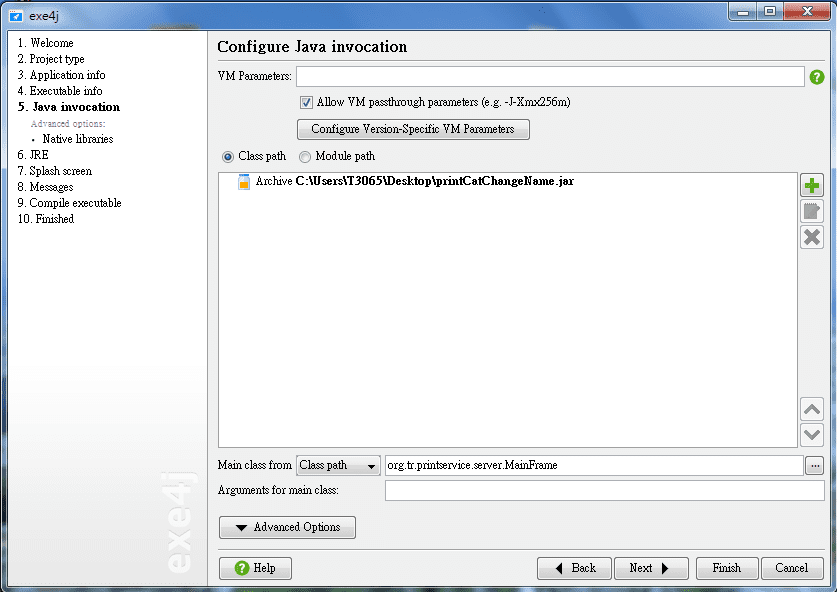 exe4j
1. Welcome
2. Project type
3. Application info
4. Executable info
5. Java invocation
Advanced options:
• Native libraries
6. JRE
7. Splash screen
8. Messages
9. Compile executable
10. Finished
exe4j
Configure Java invocation
VM Parameters:
Allow VM passthrough parameters (e.g. -J-Xmx256m)
Configure Version-Specific VM Parameters
Class path Module path
Archive C:\Users\T3065\Desktop\printCatChangeName.jar
Main class from Class path org.tr.printservice.server.MainFrame ...
Arguments for main class:
Advanced Options
Help Back Next Finish Cancel